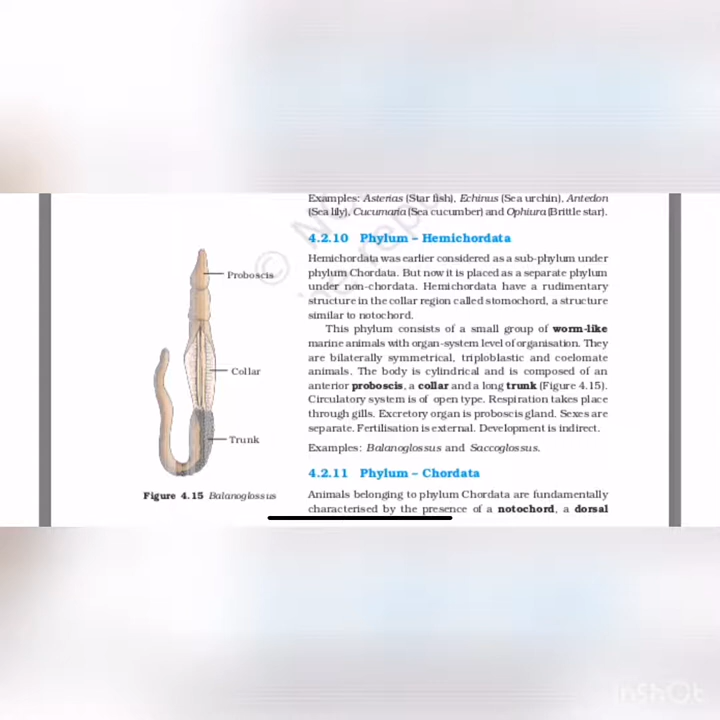 Examples: Asterias (Star fish), Echinus (Sea urchin), Antedon
(Sea lily), Cucumaria (Sea cucumber) and Ophiura (Brittle star).
4.2.10 Phylum – Hemichordata
Hemichordata was earlier considered as a sub-phylum under
phylum Chordata. But now it is placed as a separate phylum
under non-chordata. Hemichordata have a rudimentary
structure in the collar region called stomochord, a structure
similar to notochord.
This phylum consists of a small group of worm-like
marine animals with organ-system level of organisation. They
are bilaterally symmetrical, triploblastic and coelomate
animals. The body is cylindrical and is composed of an
anterior proboscis, a collar and a long trunk (Figure 4.15).
Circulatory system is of open type. Respiration takes place
through gills. Excretory organ is proboscis gland. Sexes are
separate. Fertilisation is external. Development is indirect.
Examples: Balanoglossus and Saccoglossus.
4.2.11 Phylum – Chordata
Animals belonging to phylum Chordata are fundamentally
characterised by the presence of a notochord, a dorsal
Proboscis
Collar
Trunk
Figure 4.15 Balanoglossus
InShOt